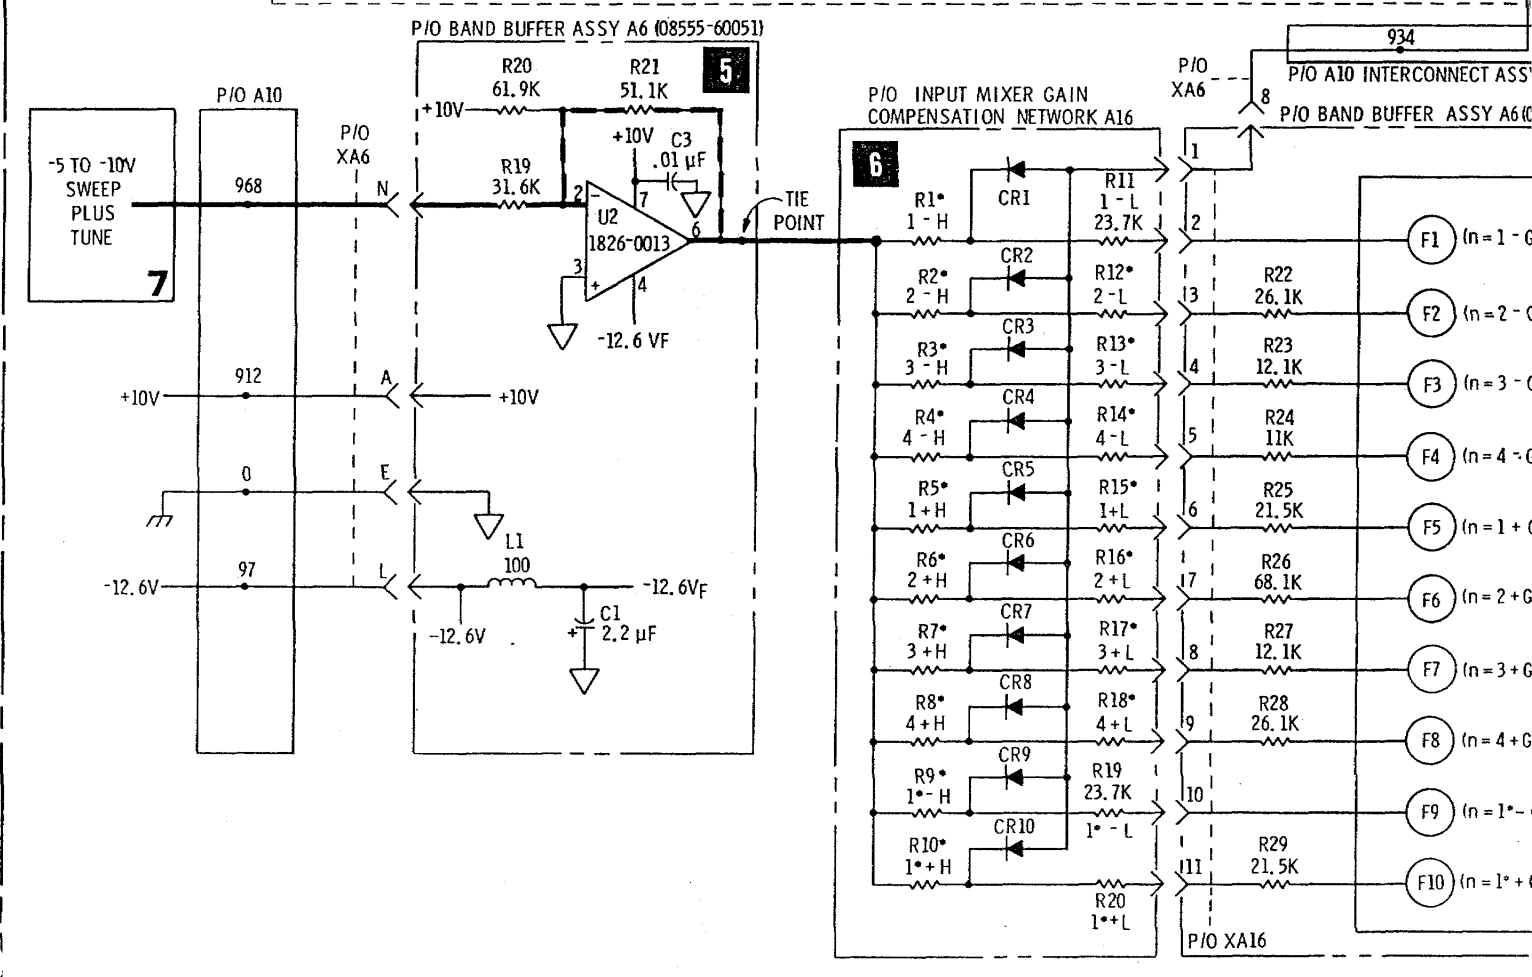 P/O BAND BUFFER ASSY A6 (08555-60051)
5
R20
61.9K
R21
51.1K
+10V
+10V
C3
.01 µF
R19
31.6K
2
−
7
U2
1826-0013
6
3
+
4
-12.6 VF
TIE
POINT
P/O A10
P/O
XA6
-5 TO -10V
SWEEP
PLUS
TUNE
7
968
N
+10V
912
A
+10V
0
E
-12.6V
97
L
L1
100
-12.6VF
-12.6V
+
C1
2.2 µF
P/O INPUT MIXER GAIN
COMPENSATION NETWORK A16
6
934
P/O A10 INTERCONNECT ASS
P/O
XA6
8
P/O BAND BUFFER ASSY A6
CR1
R1*
1 - H
R11
1 - L
23.7K
1
2
F1
(n = 1 -
CR2
R2*
2 - H
R12*
2 - L
3
R22
26.1K
F2
(n = 2 -
CR3
R3*
3 - H
R13*
3 - L
4
R23
12.1K
F3
(n = 3 -
CR4
R4*
4 - H
R14*
4 - L
5
R24
11K
F4
(n = 4 -
CR5
R5*
1 + H
R15*
1+L
6
R25
21.5K
F5
(n = 1 +
CR6
R6*
2 + H
R16*
2 + L
7
R26
68.1K
F6
(n = 2 + G
CR7
R7*
3 + H
R17*
3 + L
8
R27
12.1K
F7
(n = 3 + G
CR8
R8*
4 + H
R18*
4 + L
9
R28
26.1K
F8
(n = 4 + G
CR9
R9*
1* - H
R19
23.7K
1* - L
10
F9
(n = 1* -
CR10
R10*
1* + H
R20
1*+L
11
R29
21.5K
F10
(n = 1* +
P/O XA16